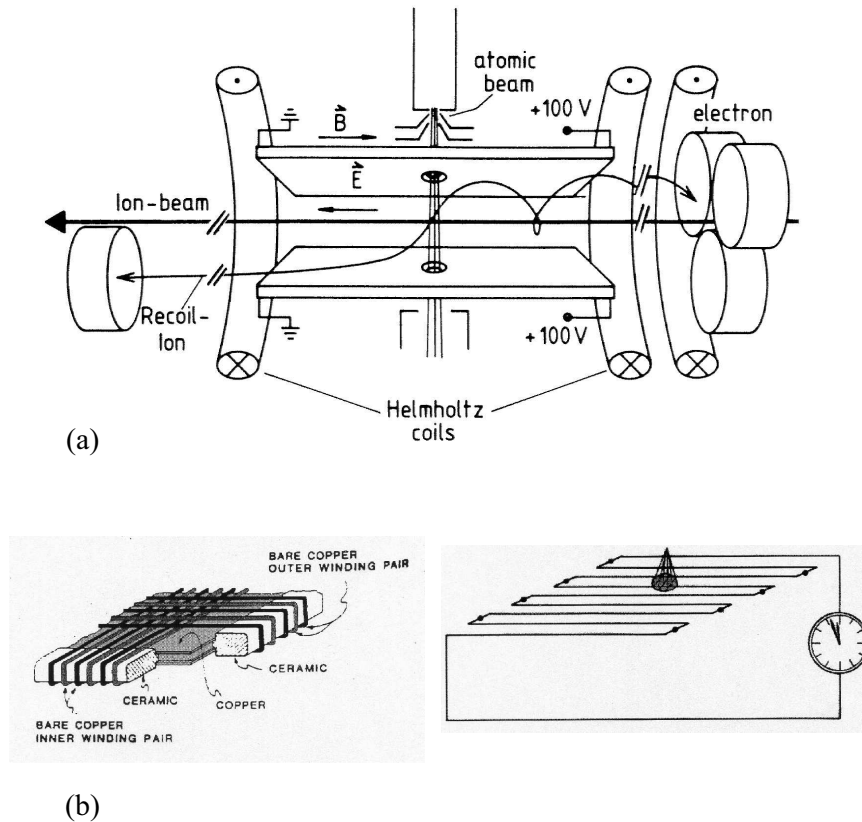 atomic
beam
+100 V
electron
B
E
Ion-beam
Recoil-
Ion
+100 V
Helmholtz
coils
(a)
BARE COPPER
OUTER WINDING PAIR
CERAMIC
CERAMIC
COPPER
BARE COPPER
INNER WINDING PAIR
(b)